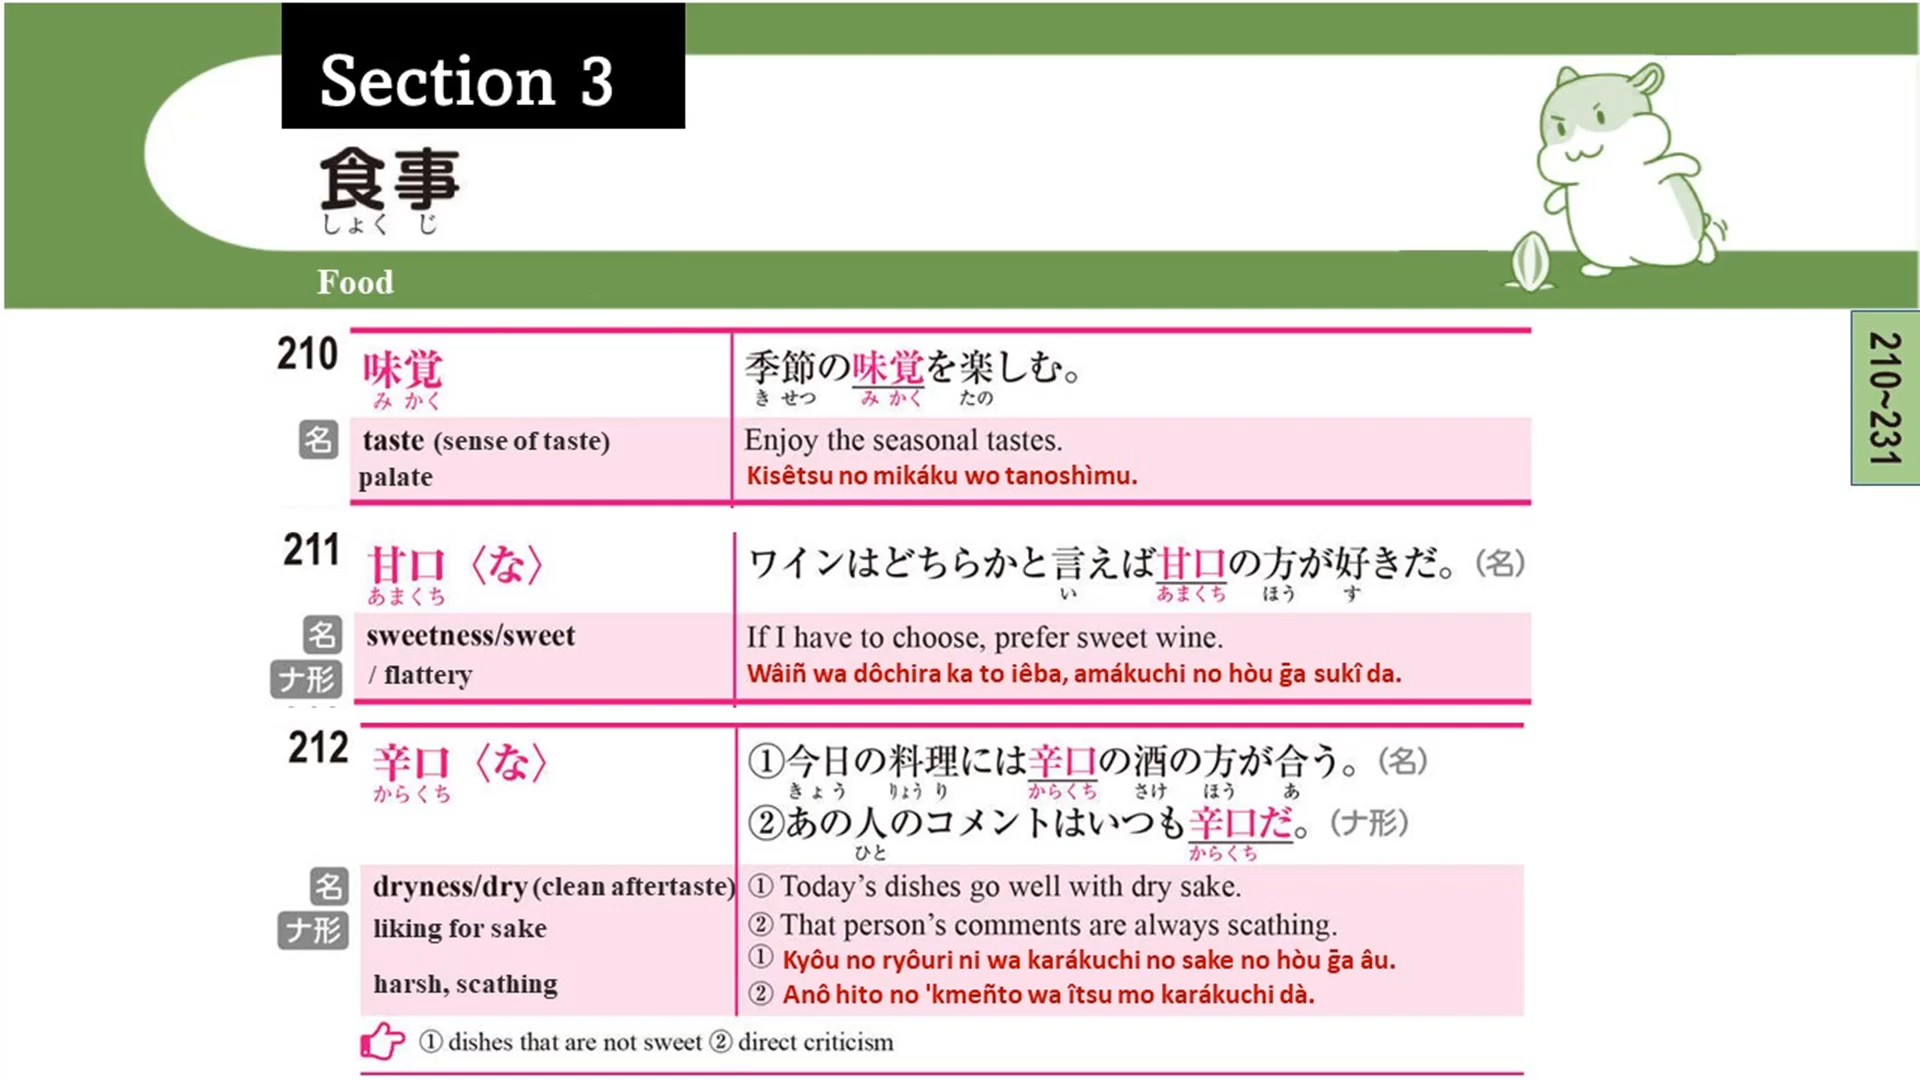 Section 3
食事
しょくじ
Food
210~231
210
味覚
みかく
季節の味覚を楽しむ。
きせつ みかく たの
名
taste (sense of taste)
palate
Enjoy the seasonal tastes.
Kisêtsu no mikáku wo tanoshìmu.
211
甘口〈な〉
あまくち
ワインはどちらかと言えば甘口の方が好きだ。(名)
い あまくち ほう す
名
ナ形
sweetness/sweet
/ flattery
If I have to choose, prefer sweet wine.
Wâiñ wa dôchira ka to iêba, amákuchi no hòu ḡa sukî da.
212
辛口〈な〉
からくち
①今日の料理には辛口の酒の方が合う。(名)
きょう りょうり からくち さけ ほう あ
②あの人のコメントはいつも辛口だ。(ナ形)
ひと からくち
名
ナ形
dryness/dry (clean aftertaste)
liking for sake
harsh, scathing
① Today's dishes go well with dry sake.
② That person's comments are always scathing.
① Kyôu no ryôuri ni wa karákuchi no sake no hòu ḡa âu.
② Anô hito no 'kmeñto wa îtsu mo karákuchi dà.
① dishes that are not sweet ② direct criticism